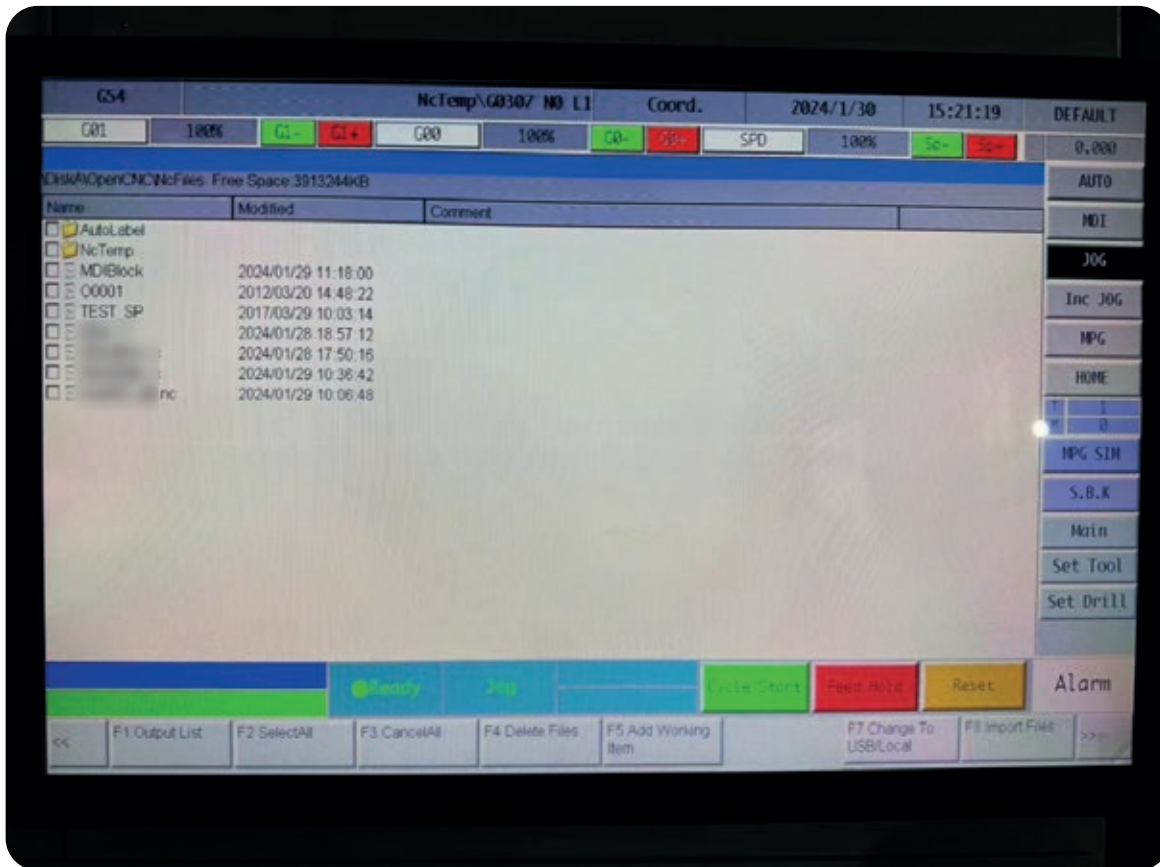 G54 NcTemp\G0307 N0 L1 Coord. 2024/1/30 15:21:19 DEFAULT
G01 100% G1- G1+ G00 100% G0- G0+ SPD 100% Sp- Sp+ 0.000
\DiskA\OpenCNC\NcFiles Free Space 3913244KB
AUTO
Name Modified Comment
MDI
AutoLabel
NcTemp
MDIBlock 2024/01/29 11:18:00
JOG
O0001 2012/03/20 14:48:22
TEST_SP 2017/03/29 10:03:14
Inc JOG
2024/01/28 18:57:12
2024/01/28 17:50:16
MPG
2024/01/29 10:36:42
HOME
nc 2024/01/29 10:06:48
T 1
M 0
MPG SIM
S.B.K
Main
Set Tool
Set Drill
Ready Jog Cycle Start Feed Hold Reset Alarm
<< F1 Output List F2 SelectAll F3 CancelAll F4 Delete Files F5 Add Working Item F7 Change To USB/Local F8 Import Files >>